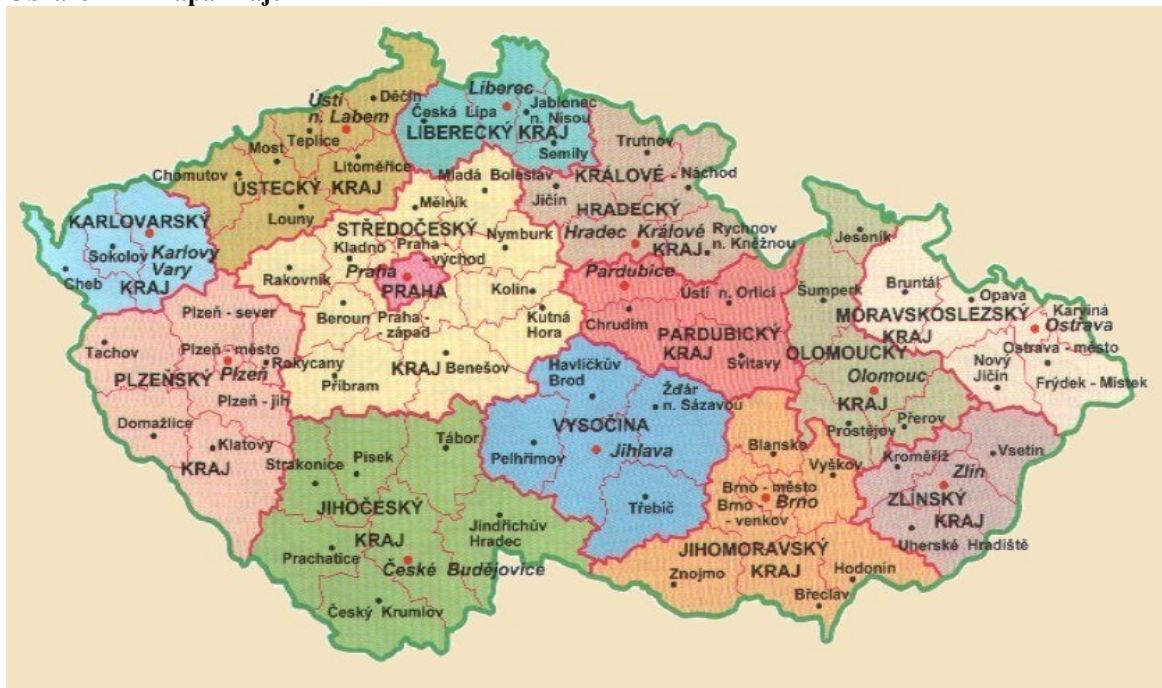 Liberec
Děčín
Ústí
n. Labem
Česká Lípa
Jablonec
n. Nisou
LIBERECKÝ KRAJ
Teplice
Most
Semily
Trutnov
Litoměřice
Chomutov
Mladá Boleslav
KRÁLOVÉ -
Náchod
ÚSTECKÝ KRAJ
Jičín
Mělník
HRADECKÝ
Louny
KARLOVARSKÝ
STŘEDOČESKÝ
Hradec Králové
Rychnov
n. Kněžnou
KRAJ
Nymburk
Jeseník
Sokolov
Karlovy
Vary
Kladno
Praha -
- východ
Cheb
KRAJ
Rakovník
Praha
PRAHA
Pardubice
Kolín
Bruntál
Opava
Šumperk
Ústí n. Orlicí
Karviná
Plzeň - sever
Beroun
Praha -
- západ
Kutná
Hora
Chrudim
MORAVSKOSLEZSKÝ
KRAJ
Ostrava
PARDUBICKÝ
KRAJ
Tachov
Plzeň - město
Plzeň
Rokycany
OLOMOUCKÝ
Ostrava - město
Svitavy
Nový
Jičín
PLZEŇSKÝ
KRAJ
Benešov
Havlíčkův
Brod
Příbram
Olomouc
Frýdek - Místek
Žďár
n. Sázavou
Plzeň - jih
KRAJ
Přerov
Domažlice
VYSOČINA
Prostějov
Tábor
Klatovy
Blansko
Vsetín
Jihlava
Pelhřimov
Kroměříž
KRAJ
Strakonice
Písek
Vyškov
Zlín
Brno - město
Třebíč
Brno -
- venkov
Brno
ZLÍNSKÝ
KRAJ
JIHOČESKÝ
KRAJ
Jindřichův
Hradec
Uherské Hradiště
Prachatice
JIHOMORAVSKÝ
KRAJ
České Budějovice
Znojmo
Hodonín
Břeclav
Český Krumlov